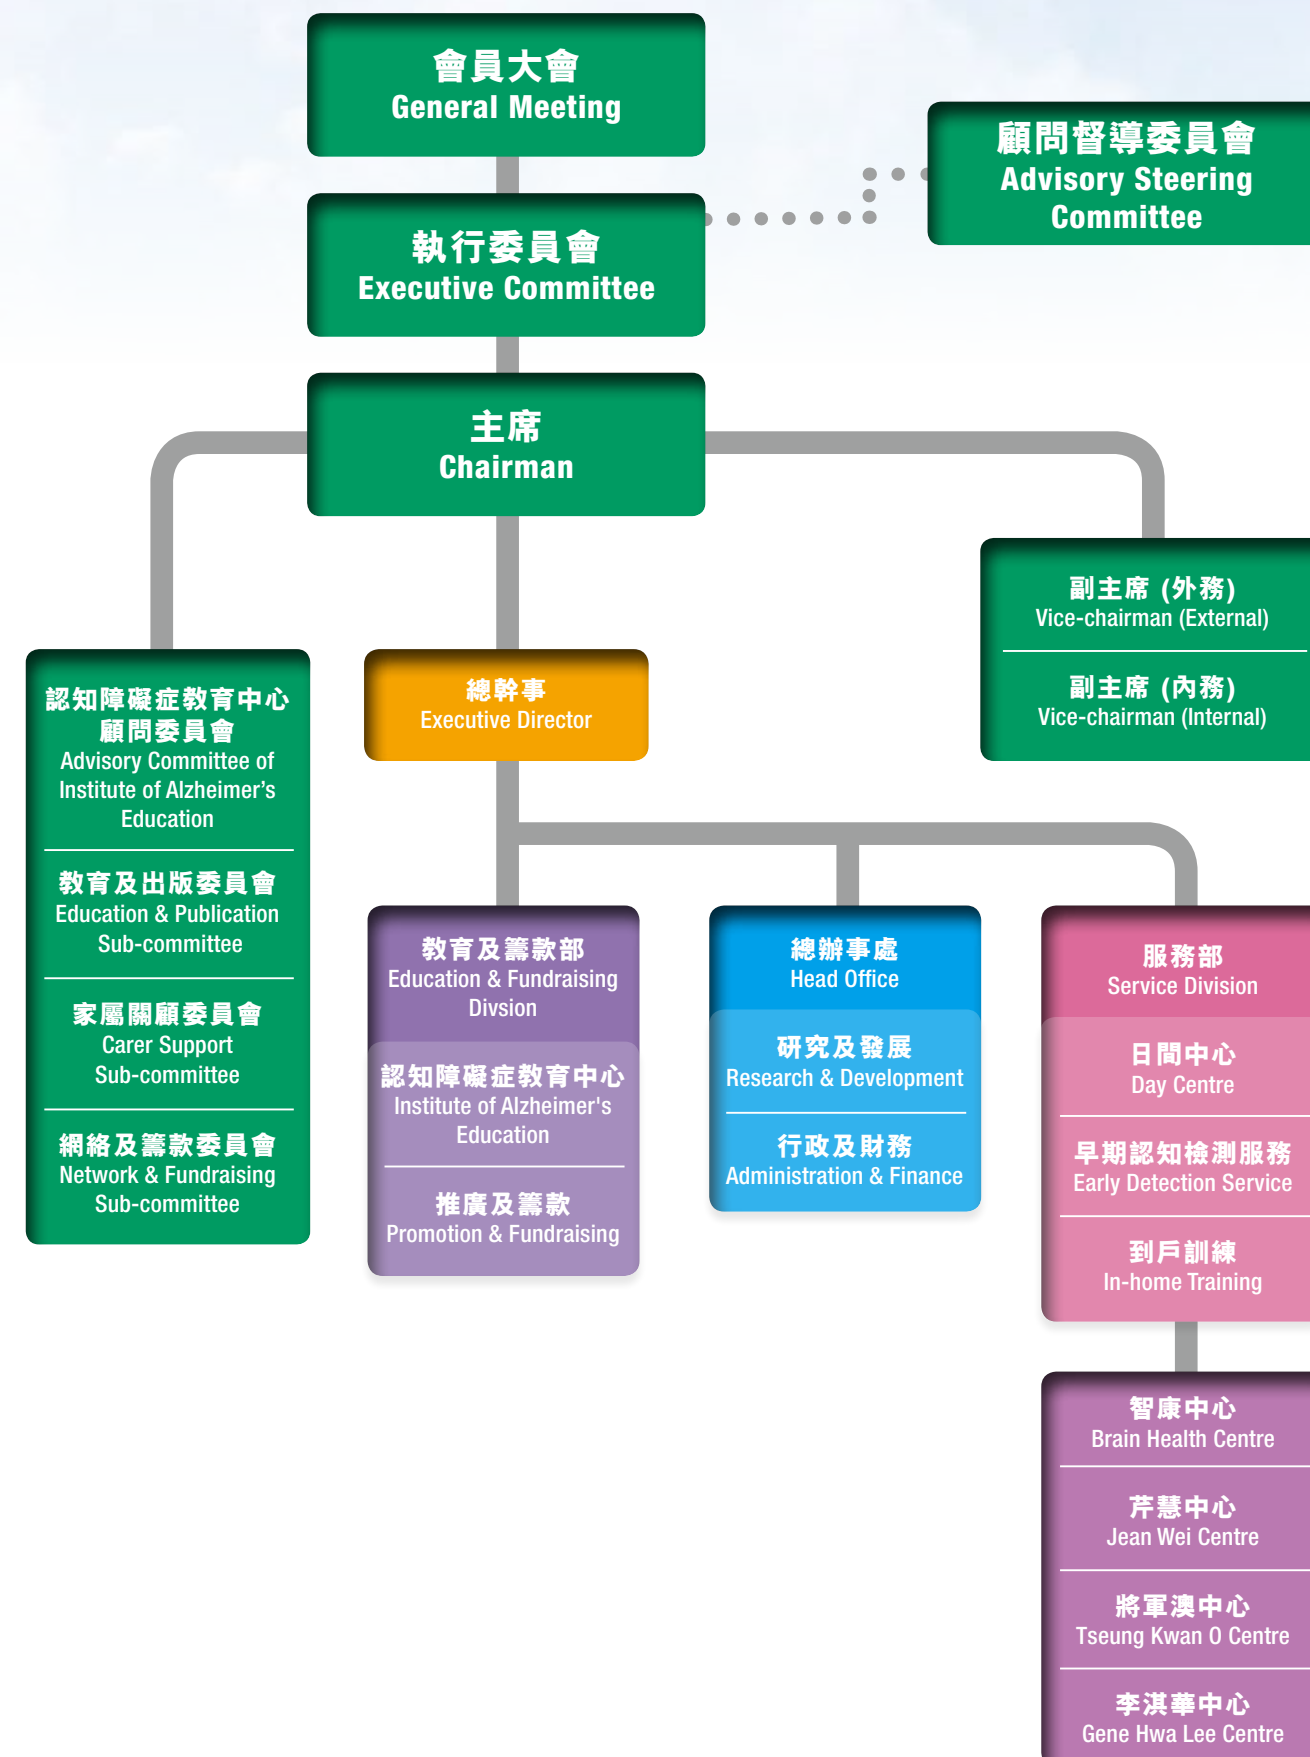 會員大會
General Meeting
顧問督導委員會
Advisory Steering
Committee
執行委員會
Executive Committee
主席
Chairman
副主席 (外務)
Vice-chairman (External)
副主席 (內務)
Vice-chairman (Internal)
認知障礙症教育中心
顧問委員會
Advisory Committee of
Institute of Alzheimer’s
Education
教育及出版委員會
Education & Publication
Sub-committee
家屬關顧委員會
Carer Support
Sub-committee
網絡及籌款委員會
Network & Fundraising
Sub-committee
總幹事
Executive Director
教育及籌款部
Education & Fundraising
Divsion
認知障礙症教育中心
Institute of Alzheimer's
Education
推廣及籌款
Promotion & Fundraising
總辦事處
Head Office
研究及發展
Research & Development
行政及財務
Administration & Finance
服務部
Service Division
日間中心
Day Centre
早期認知檢測服務
Early Detection Service
到戶訓練
In-home Training
智康中心
Brain Health Centre
芹慧中心
Jean Wei Centre
將軍澳中心
Tseung Kwan O Centre
李淇華中心
Gene Hwa Lee Centre